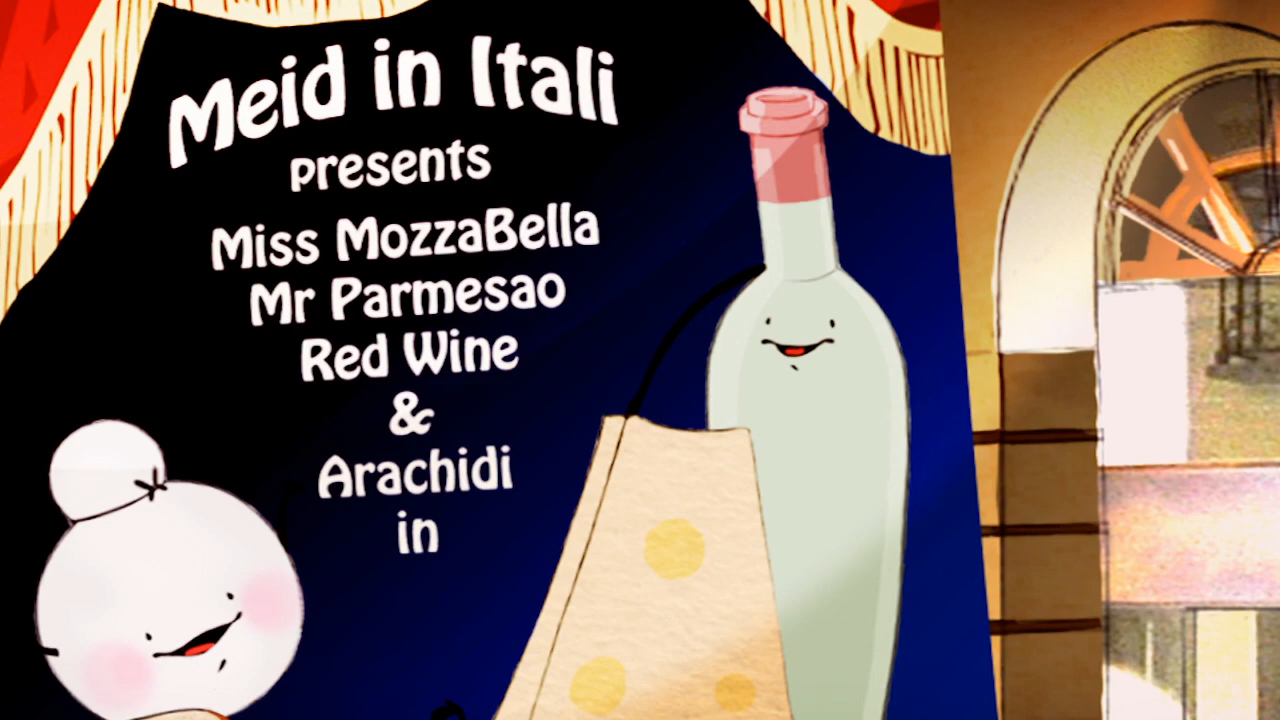 Meid in Itali
presents
Miss MozzaBella
Mr Parmesao
Red Wine
&
Arachidi
in